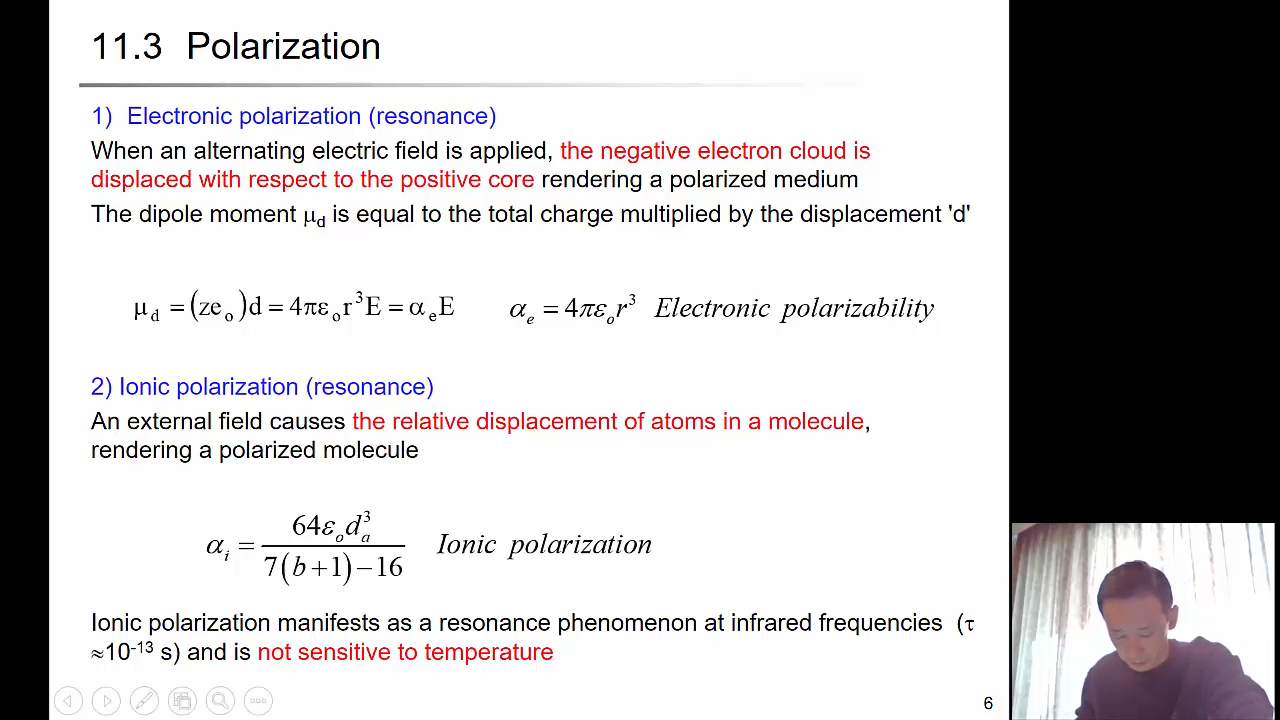 11.3 Polarization
1) Electronic polarization (resonance)
When an alternating electric field is applied, the negative electron cloud is
displaced with respect to the positive core rendering a polarized medium
The dipole moment μd is equal to the total charge multiplied by the displacement 'd'
μd = (zeo)d = 4πεor³E = αeE    αe = 4πεor³ Electronic polarizability
2) Ionic polarization (resonance)
An external field causes the relative displacement of atoms in a molecule,
rendering a polarized molecule
αi = 64εoda³ / 7(b+1)−16 Ionic polarization
Ionic polarization manifests as a resonance phenomenon at infrared frequencies (τ
≈10⁻¹³ s) and is not sensitive to temperature
6